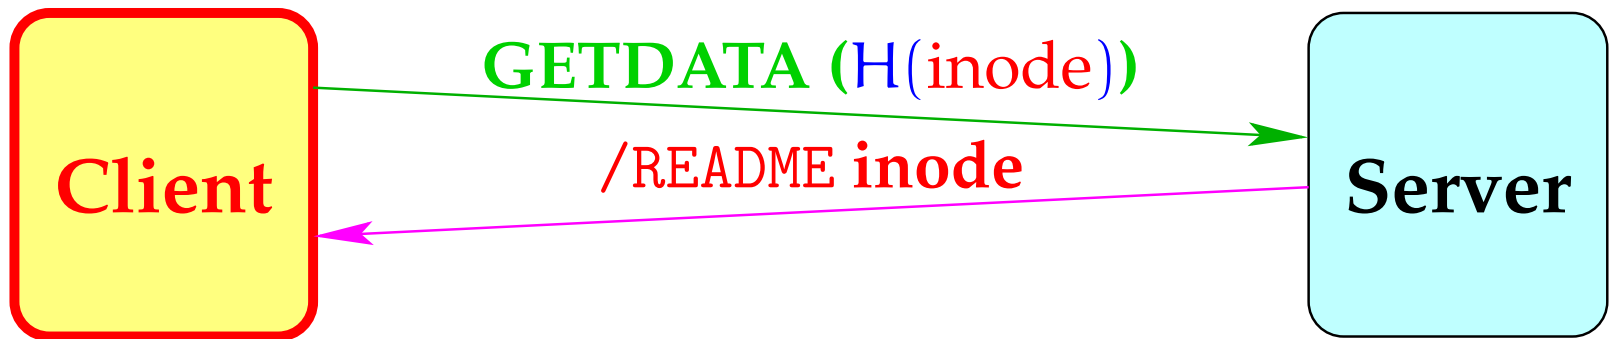 GETDATA (H(inode))
/README inode
Client
Server